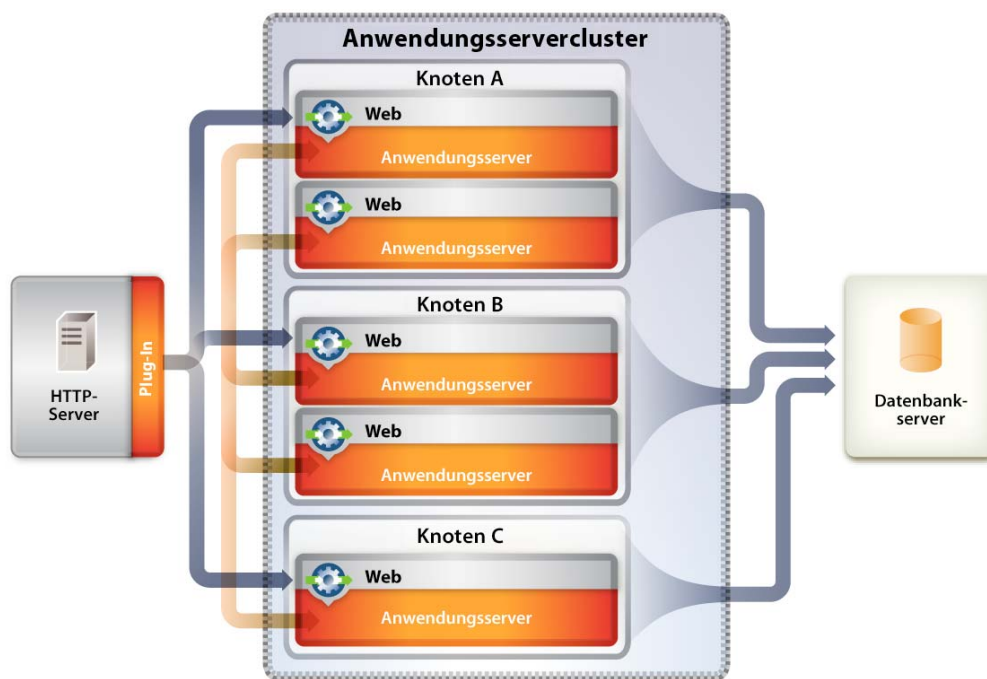 Anwendungsservercluster
Knoten A
Web
Anwendungsserver
Web
Anwendungsserver
Knoten B
Web
Anwendungsserver
Web
Anwendungsserver
Knoten C
Web
Anwendungsserver
HTTP-
Server
Plug-In
Datenbank-
server